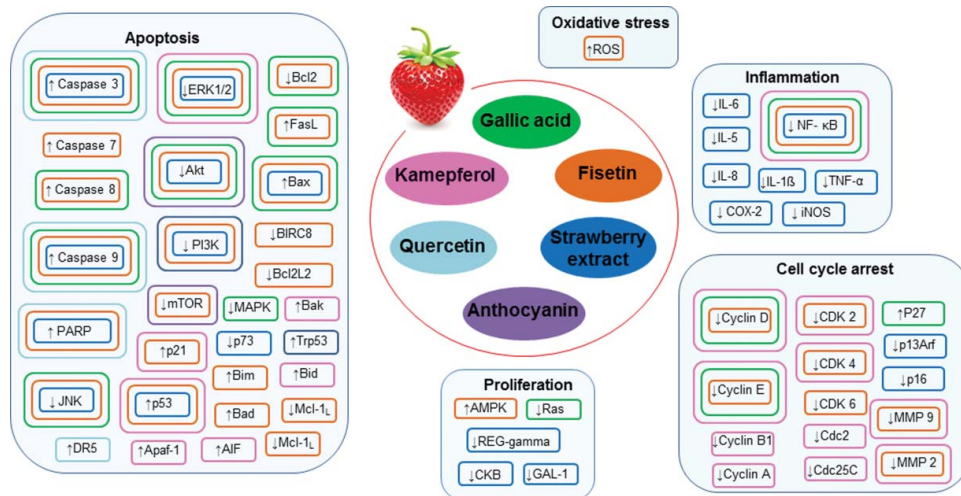 Apoptosis
↑ Caspase 3
↓ERK1/2
↓Bcl2
↑FasL
↑ Caspase 7
↑ Caspase 8
↓Akt
↑Bax
↑ Caspase 9
↓ PI3K
↓BIRC8
↓Bcl2L2
↓mTOR
↓MAPK
↑Bak
↑ PARP
↑p21
↓p73
↑Trp53
↑Bim
↑Bid
↓ JNK
↑p53
↑Bad
↓Mcl-1L
↑DR5
↑Apaf-1
↑AIF
↓Mcl-1L
Oxidative stress
↑ROS
Gallic acid
Kamepferol
Fisetin
Quercetin
Strawberry
extract
Anthocyanin
Proliferation
↑AMPK
↓Ras
↓REG-gamma
↓CKB
↓GAL-1
Inflammation
↓IL-6
↓ NF- κB
↓IL-5
↓IL-8
↓IL-1ß
↓TNF-α
↓ COX-2
↓ iNOS
Cell cycle arrest
↓Cyclin D
↓CDK 2
↑P27
↓p13Arf
↓CDK 4
↓p16
↓Cyclin E
↓CDK 6
↓MMP 9
↓Cyclin B1
↓Cdc2
↓Cyclin A
↓Cdc25C
↓MMP 2